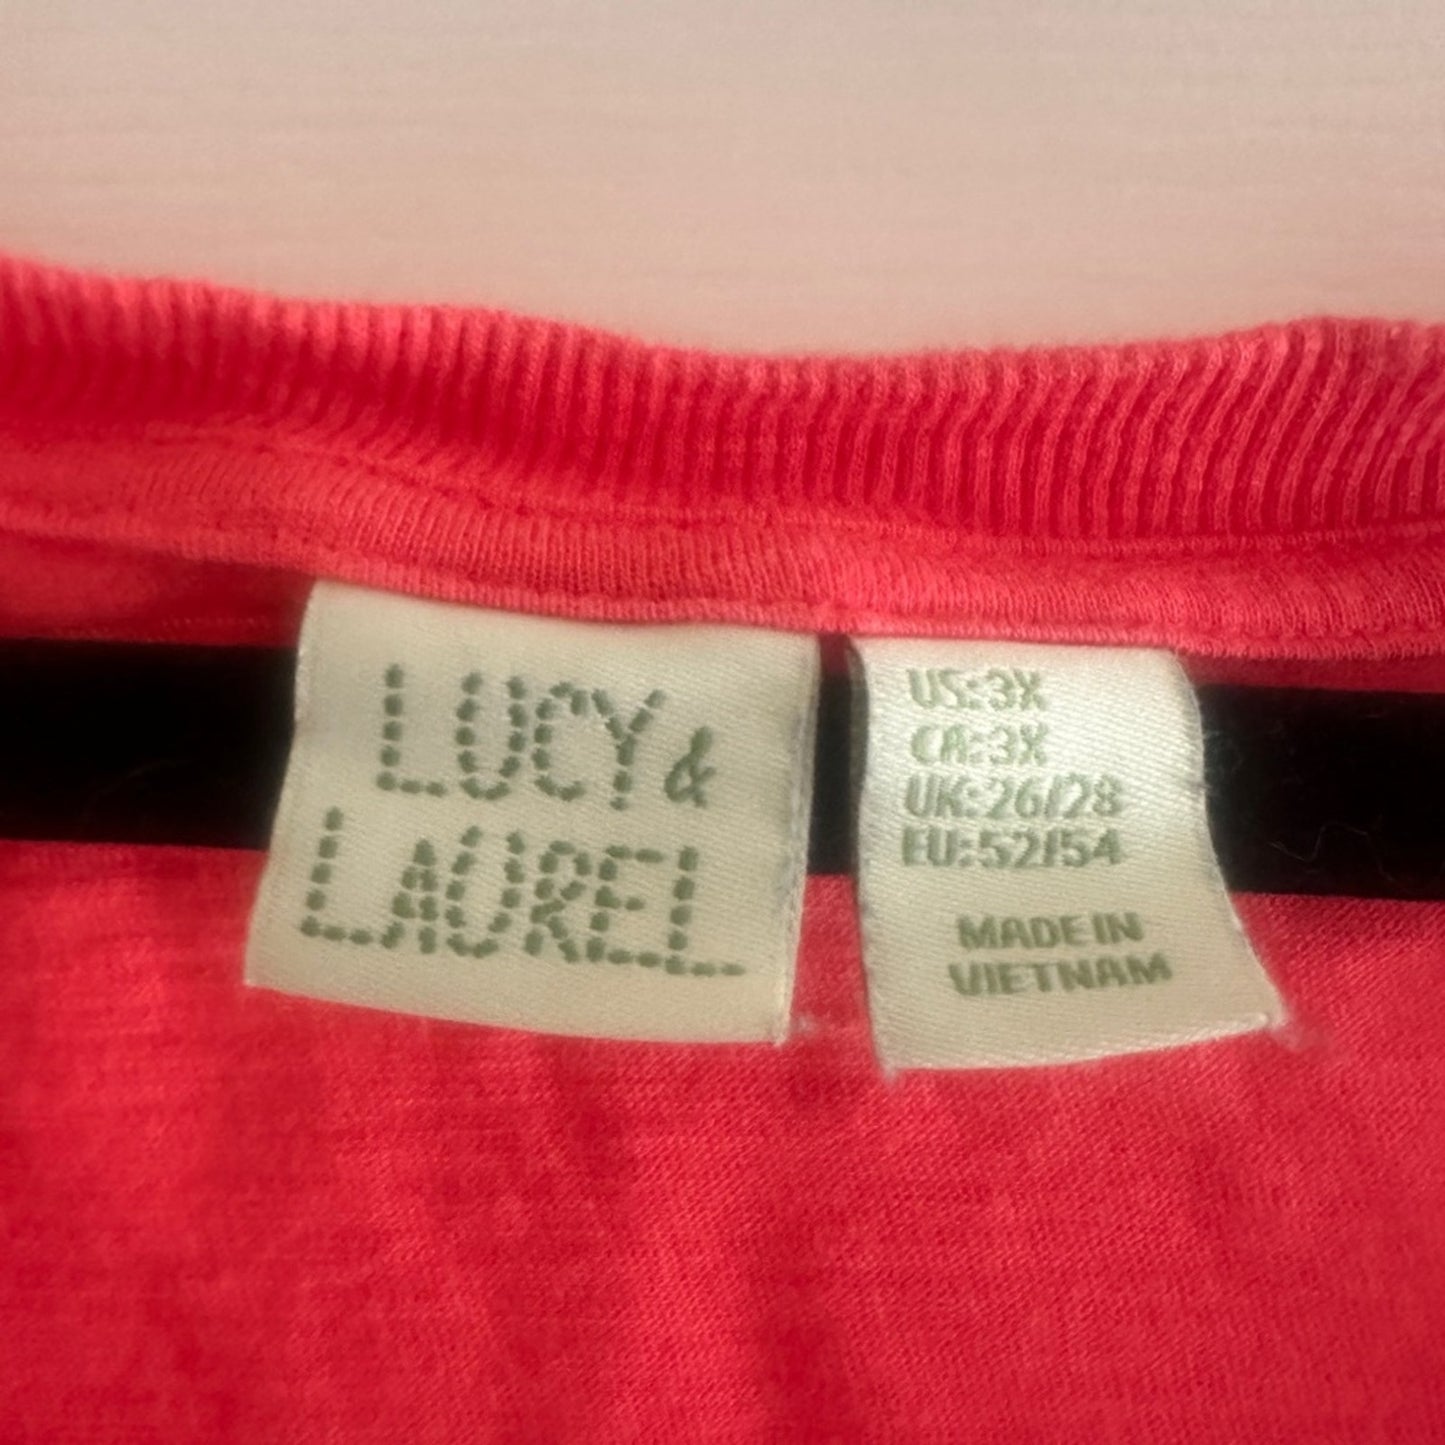 LUCY &
LAUREL
US:3X
CA:3X
UK:26/28
EU:52/54
MADE IN
VIETNAM